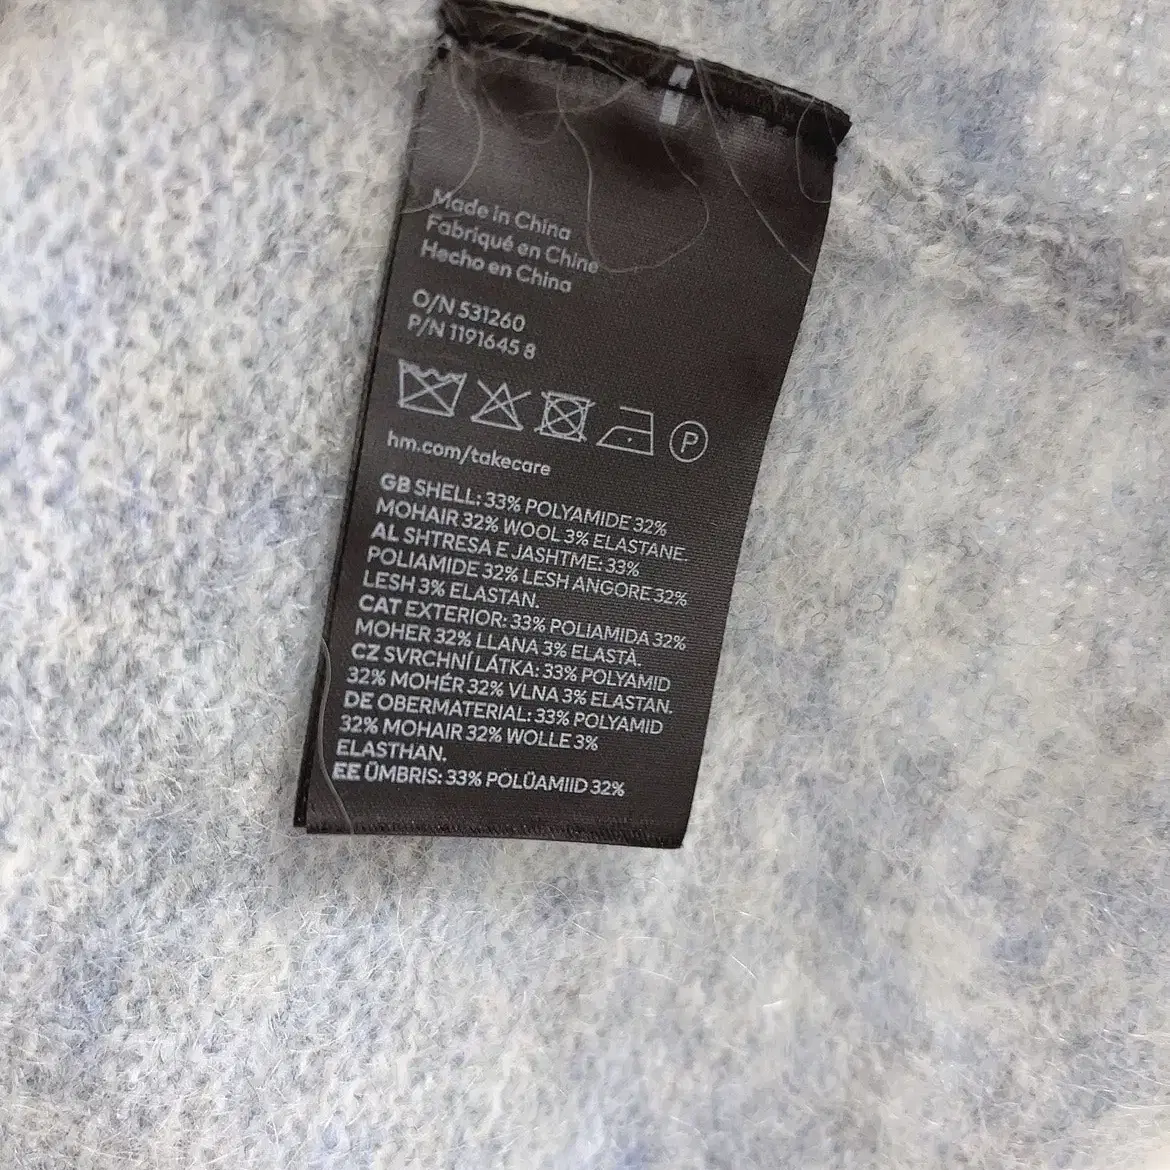 Made in China
Fabriqué en Chine
Hecho en China
O/N 531260
P/N 1191645 8
P
hm.com/takecare
GB SHELL: 33% POLYAMIDE 32%
MOHAIR 32% WOOL 3% ELASTANE.
AL SHTRESA E JASHTME: 33%
POLIAMIDE 32% LESH ANGORE 32%
LESH 3% ELASTAN.
CAT EXTERIOR: 33% POLIAMIDA 32%
MOHER 32% LLANA 3% ELASTÀ.
CZ SVRCHNÍ LÁTKA: 33% POLYAMID
32% MOHÉR 32% VLNA 3% ELASTAN.
DE OBERMATERIAL: 33% POLYAMID
32% MOHAIR 32% WOLLE 3%
ELASTHAN.
EE ÜMBRIS: 33% POLÜAMIID 32%